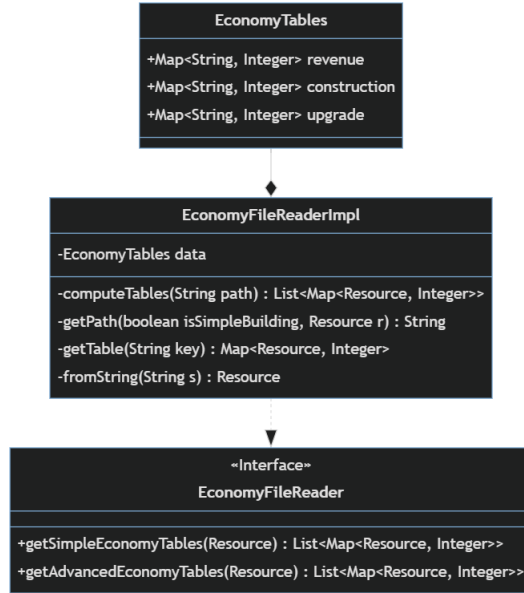 EconomyTables
+Map<String, Integer> revenue
+Map<String, Integer> construction
+Map<String, Integer> upgrade
EconomyFileReaderImpl
-EconomyTables data
-computeTables(String path) : List<Map<Resource, Integer>>
-getPath(boolean isSimpleBuilding, Resource r) : String
-getTable(String key) : Map<Resource, Integer>
-fromString(String s) : Resource
«Interface»
EconomyFileReader
+getSimpleEconomyTables(Resource) : List<Map<Resource, Integer>>
+getAdvancedEconomyTables(Resource) : List<Map<Resource, Integer>>